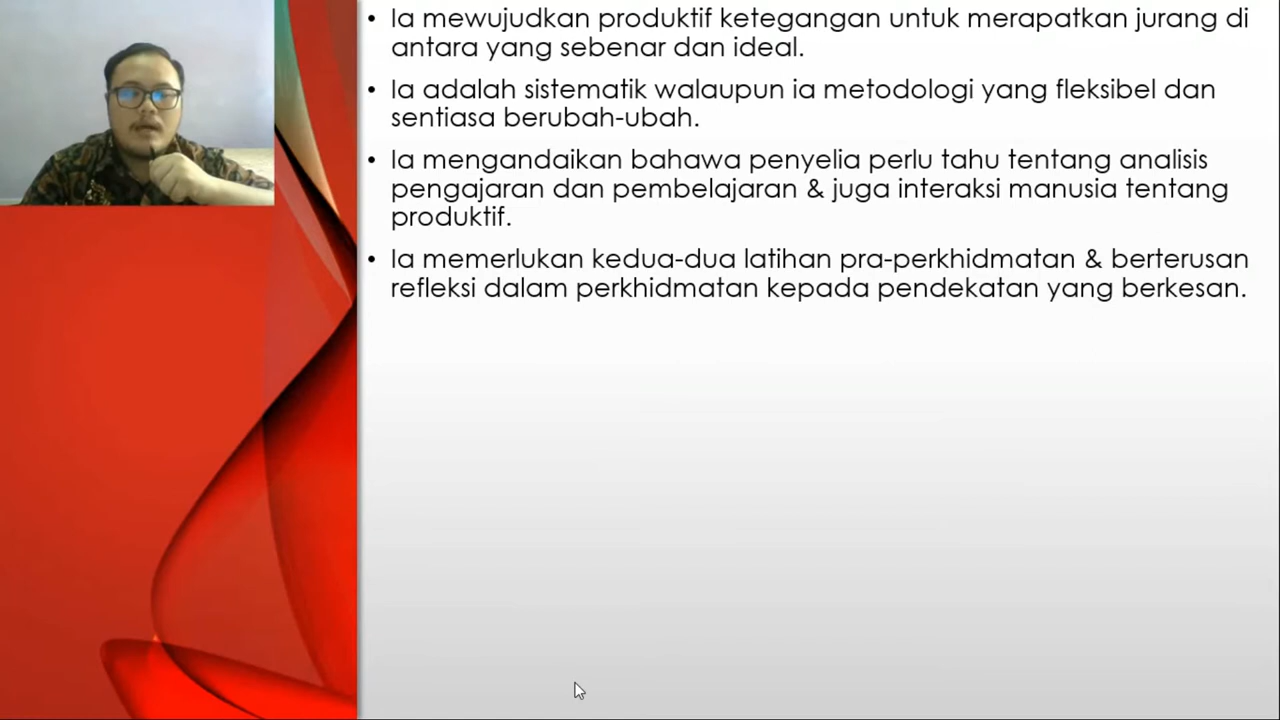 • Ia mewujudkan produktif ketegangan untuk merapatkan jurang di
antara yang sebenar dan ideal.
• Ia adalah sistematik walaupun ia metodologi yang fleksibel dan
sentiasa berubah-ubah.
• Ia mengandaikan bahawa penyelia perlu tahu tentang analisis
pengajaran dan pembelajaran & juga interaksi manusia tentang
produktif.
• Ia memerlukan kedua-dua latihan pra-perkhidmatan & berterusan
refleksi dalam perkhidmatan kepada pendekatan yang berkesan.